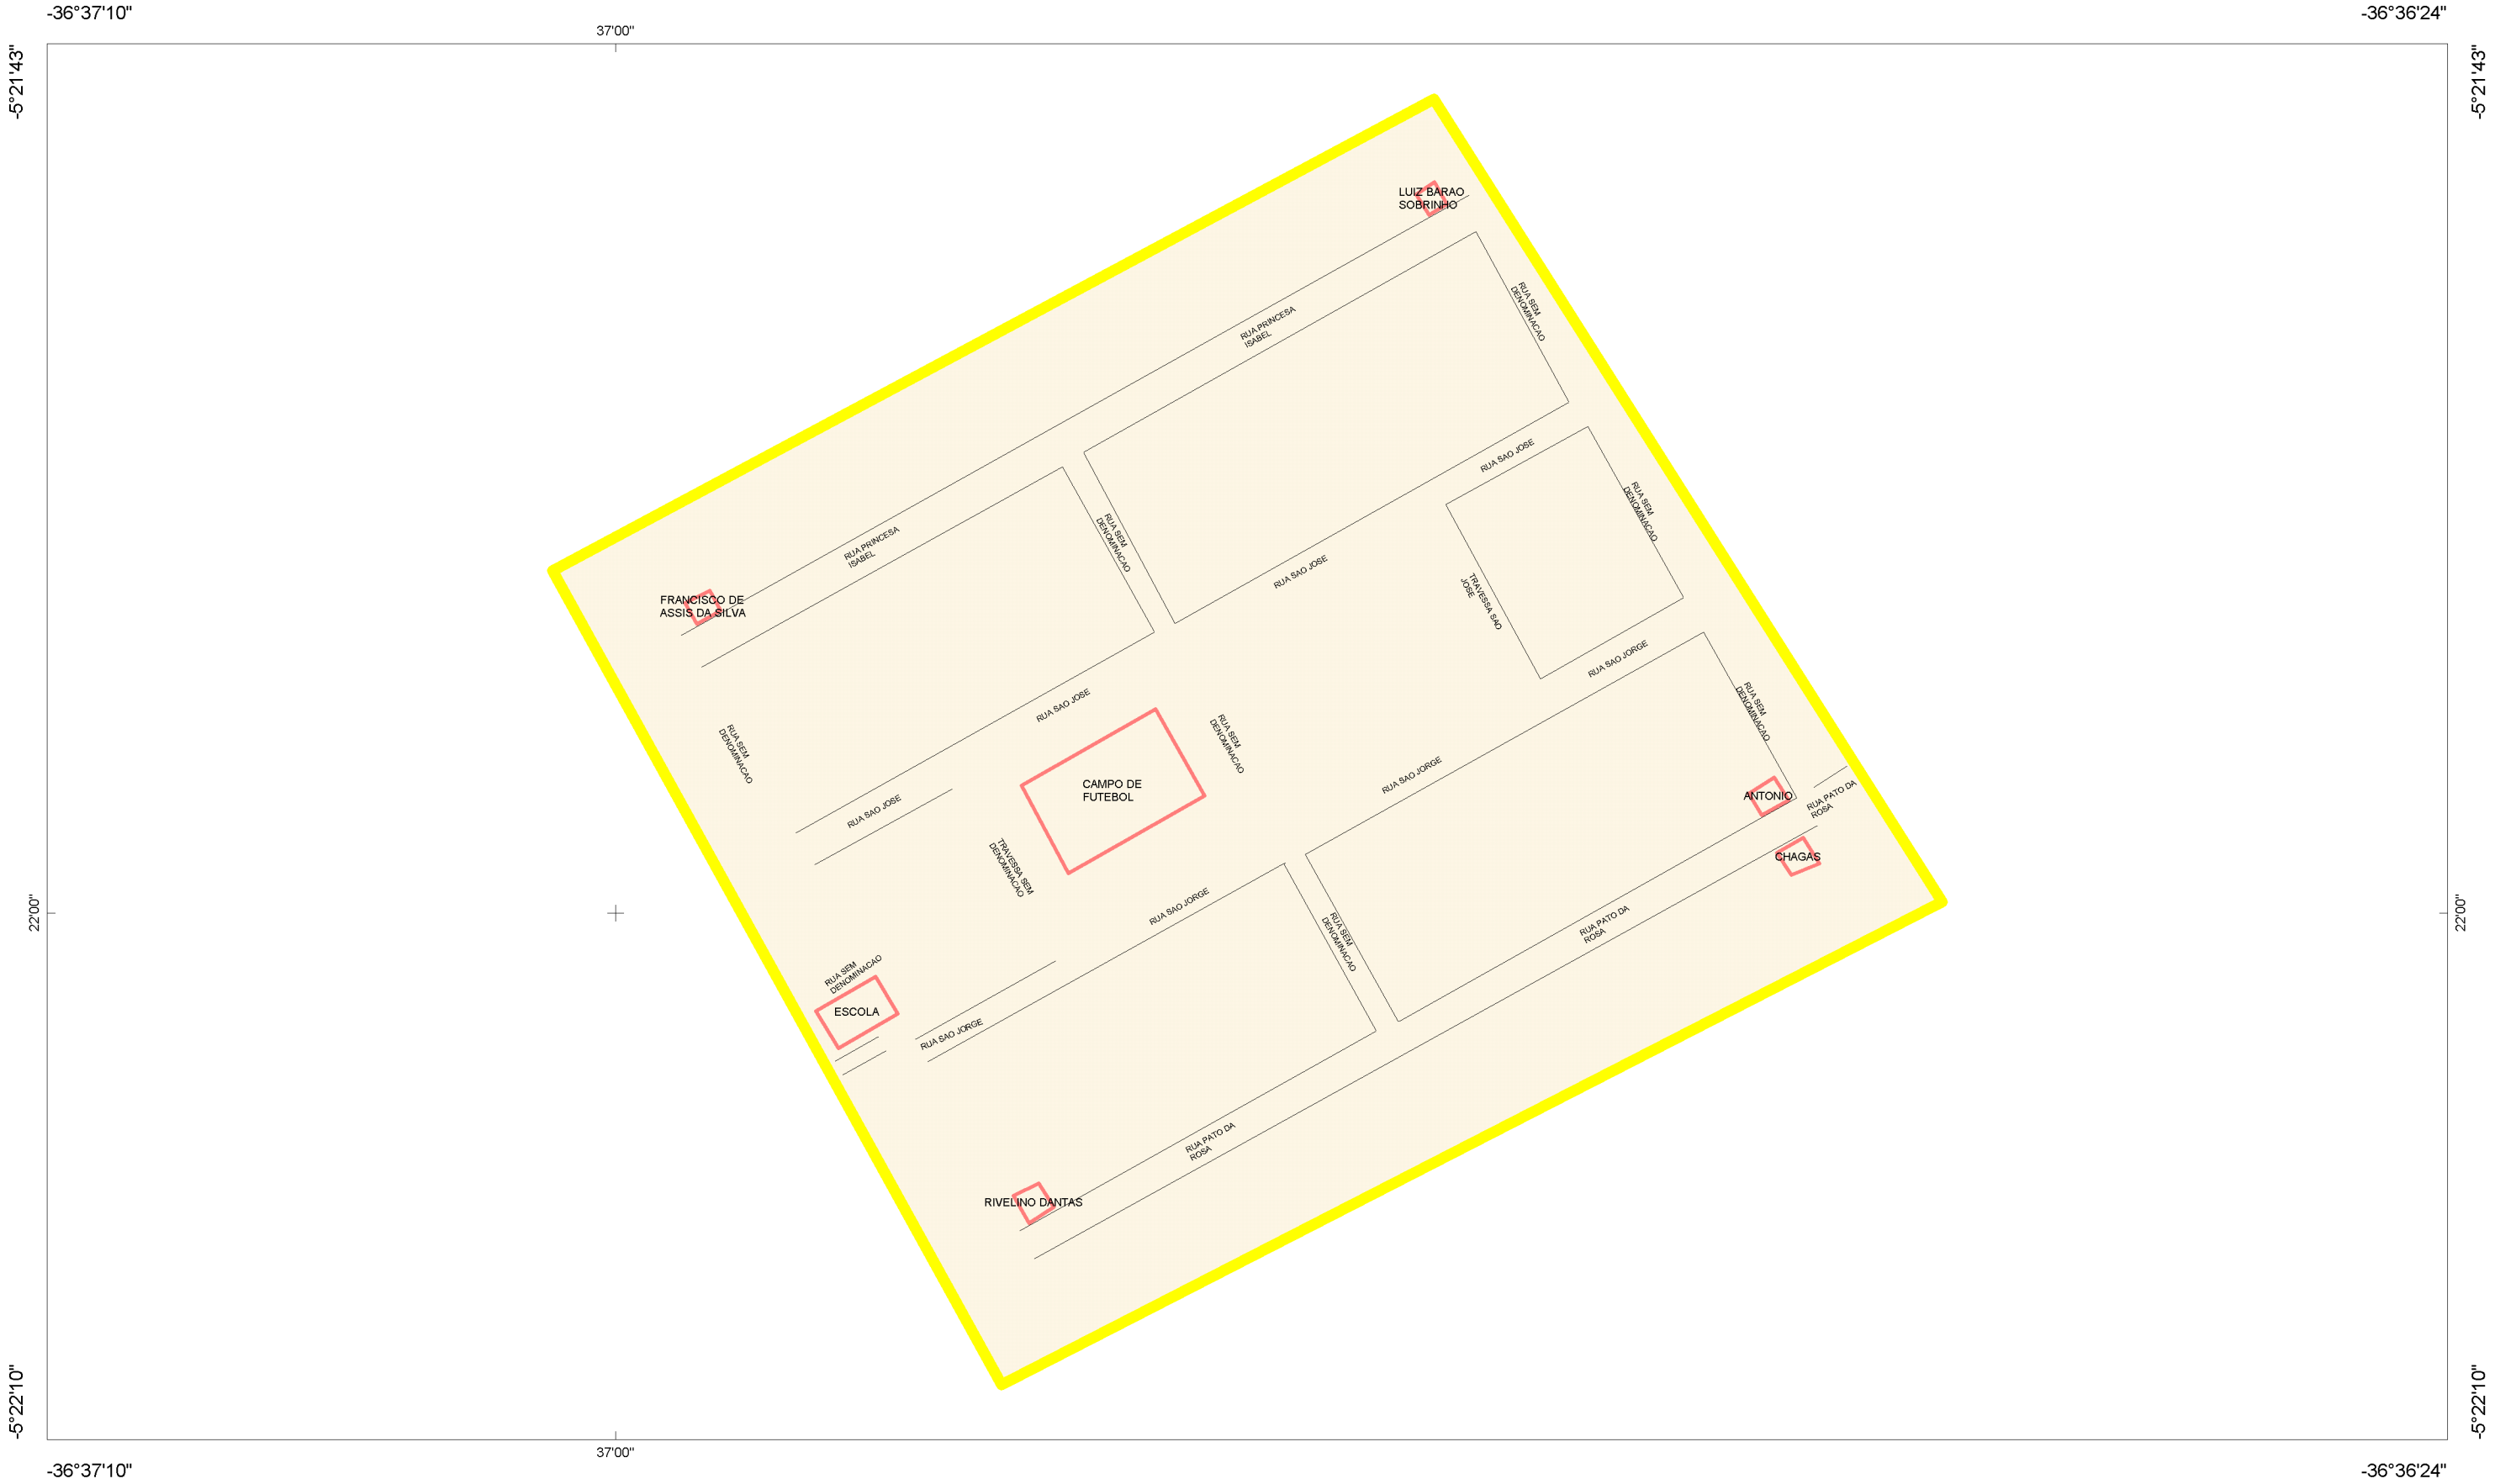 -36°37'10"
-36°36'24"
37'00"
-5°21'43"
-5°21'43"
LUIZ BARAO
SOBRINHO
RUA SEM
DENOMINACAO
RUA PRINCESA
ISABEL
RUA SAO JOSE
RUA SEM
DENOMINACAO
RUA PRINCESA
ISABEL
RUA SEM
DENOMINACAO
RUA SAO JOSE
TRAVESSA SAO
JOSE
FRANCISCO DE
ASSIS DA SILVA
RUA SAO JORGE
RUA SAO JOSE
RUA SEM
DENOMINACAO
RUA SEM
DENOMINACAO
RUA SEM
DENOMINACAO
CAMPO DE
FUTEBOL
RUA SAO JORGE
ANTONIO
RUA PATO DA
ROSA
RUA SAO JOSE
CHAGAS
TRAVESSA SEM
DENOMINACAO
RUA SAO JORGE
22'00"
22'00"
RUA PATO DA
ROSA
RUA SEM
DENOMINACAO
RUA SEM
DENOMINACAO
ESCOLA
RUA SAO JORGE
RUA PATO DA
ROSA
RIVELINO DANTAS
-5°22'10"
-5°22'10"
37'00"
-36°37'10"
-36°36'24"